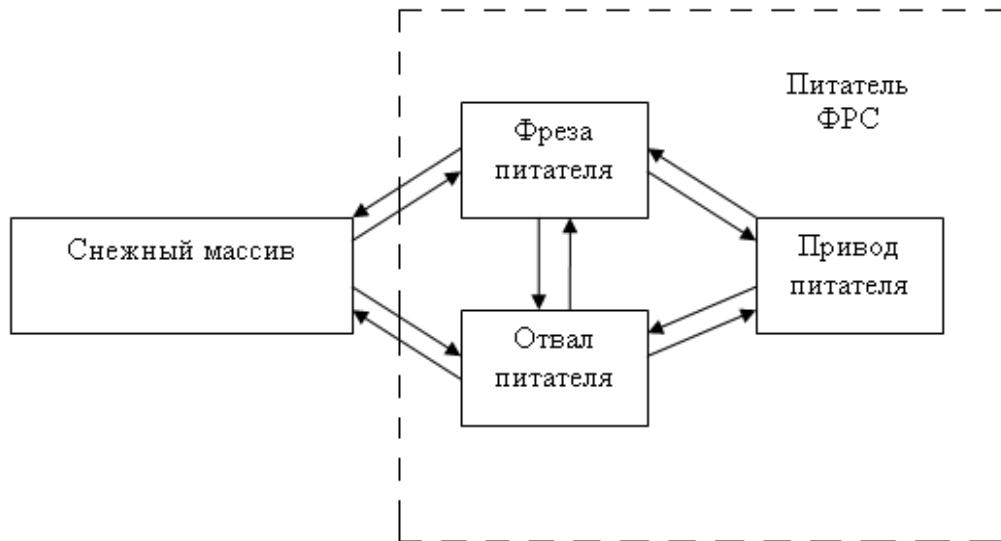 Питатель
ФРС
Фреза
питателя
Снежный массив
Привод
питателя
Отвал
питателя